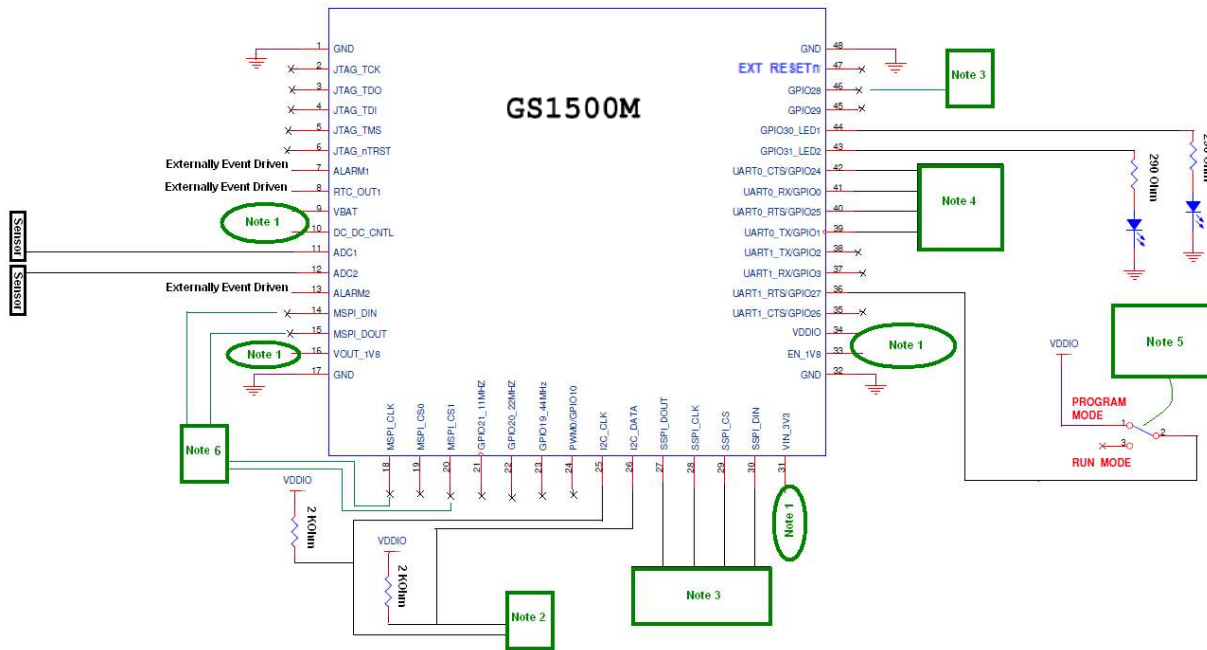 GS1500M
1 GND
2 JTAG_TCK
3 JTAG_TDO
4 JTAG_TDI
5 JTAG_TMS
6 JTAG_nTRST
Externally Event Driven 7 ALARM1
Externally Event Driven 8 RTC_OUT1
9 VBAT
Note 1
10 DC_DC_CNTL
Sensor
11 ADC1
Sensor
12 ADC2
Externally Event Driven 13 ALARM2
14 MSPI_DIN
15 MSPI_DOUT
Note 1 16 VOUT_1V8
17 GND
GND 48
EXT RESETn 47
GPIO28 46
Note 3
GPIO29 45
GPIO30_LED1 44
GPIO31_LED2 43
290 Ohm
UART0_CTS/GPIO24 42
UART0_RX/GPIO0 41
UART0_RTS/GPIO25 40
UART0_TX/GPIO1 39
Note 4
UART1_TX/GPIO2 38
UART1_RX/GPIO3 37
UART1_RTS/GPIO27 36
UART1_CTS/GPIO26 35
VDDIO 34
EN_1V8 33
Note 1
GND 32
Note 5
VDDIO
PROGRAM
MODE
1
2
3
RUN MODE
MSPI_CLK 18
MSPI_CS0 19
MSPI_CS1 20
GPIO21_11MHZ 21
GPIO20_22MHZ 22
GPIO19_44MHz 23
PWM0/GPIO10 24
I2C_CLK 25
I2C_DATA 26
SSPI_DOUT 27
SSPI_CLK 28
SSPI_CS 29
SSPI_DIN 30
VIN_3V3 31
Note 6
VDDIO
2 KOhm
VDDIO
2 KOhm
Note 2
Note 3
Note 1